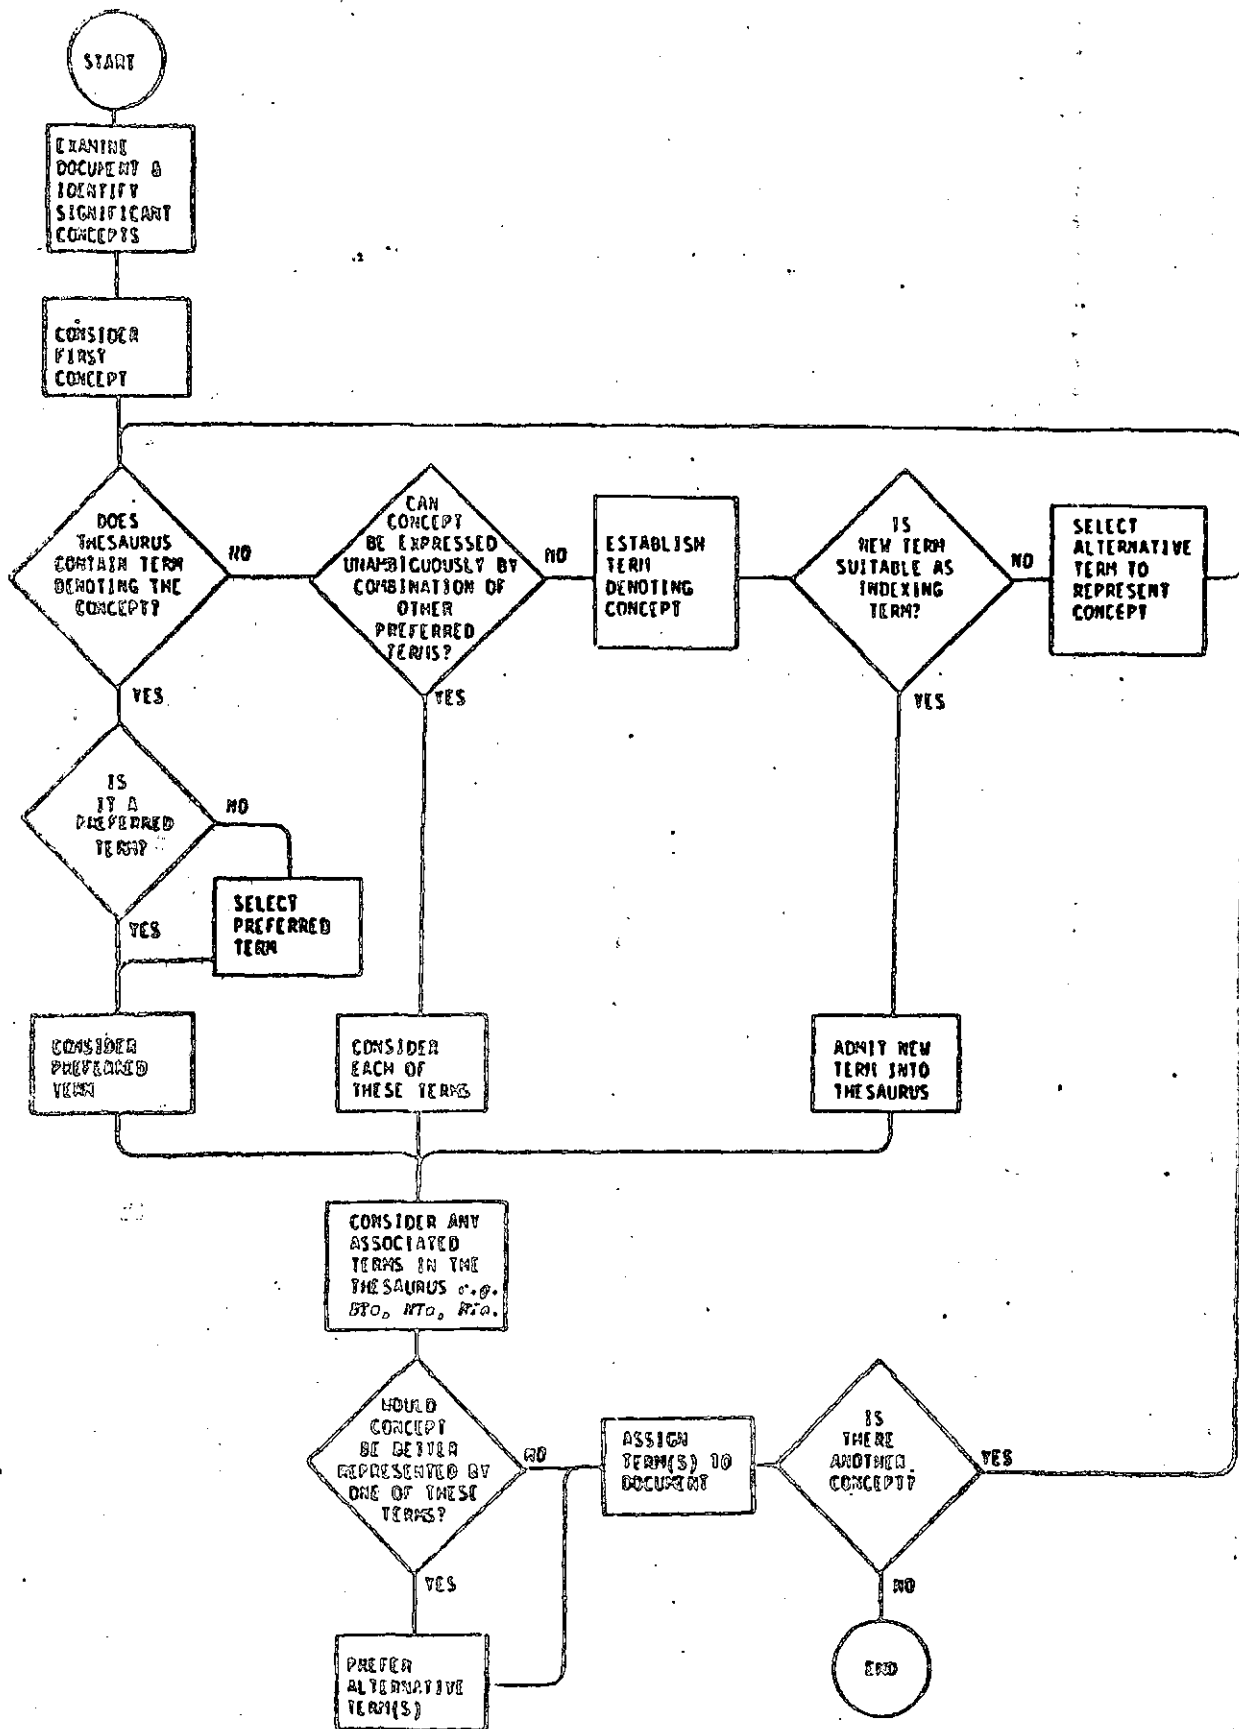 START
EXAMINE
DOCUMENT &
IDENTIFY
SIGNIFICANT
CONCEPTS
CONSIDER
FIRST
CONCEPT
DOES
THESAURUS
CONTAIN TERM
DENOTING THE
CONCEPT?
NO
CAN
CONCEPT
BE EXPRESSED
UNAMBIGUOUSLY BY
COMBINATION OF
OTHER
PREFERRED
TERMS?
NO
ESTABLISH
TERM
DENOTING
CONCEPT
IS
NEW TERM
SUITABLE AS
INDEXING
TERM?
NO
SELECT
ALTERNATIVE
TERM TO
REPRESENT
CONCEPT
YES
YES
YES
IS
IT A
PREFERRED
TERM?
NO
SELECT
PREFERRED
TERM
YES
CONSIDER
PREFERRED
TERM
CONSIDER
EACH OF
THESE TERMS
ADMIT NEW
TERM INTO
THESAURUS
CONSIDER ANY
ASSOCIATED
TERMS IN THE
THESAURUS e.g.
BTs, NTs, RTs.
WOULD
CONCEPT
BE BETTER
REPRESENTED BY
ONE OF THESE
TERMS?
NO
ASSIGN
TERM(S) TO
DOCUMENT
IS
THERE
ANOTHER
CONCEPT?
YES
YES
NO
PREFER
ALTERNATIVE
TERM(S)
END